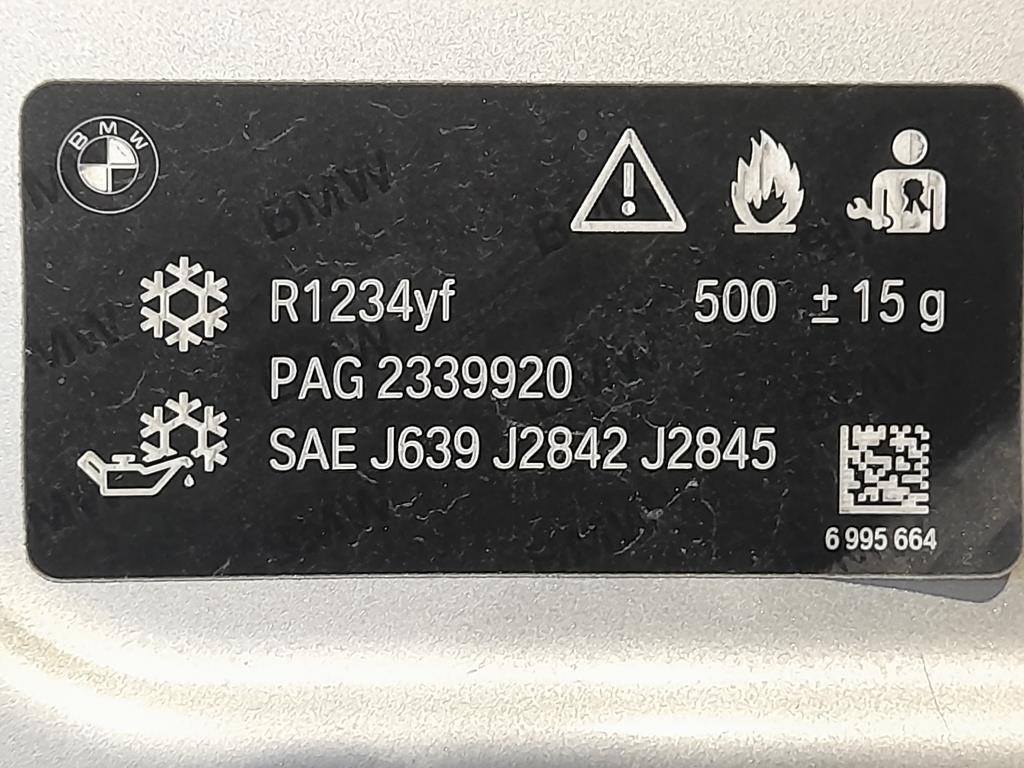 BMW
R1234yf 500 ± 15 g
PAG 2339920
SAE J639 J2842 J2845
6 995 664